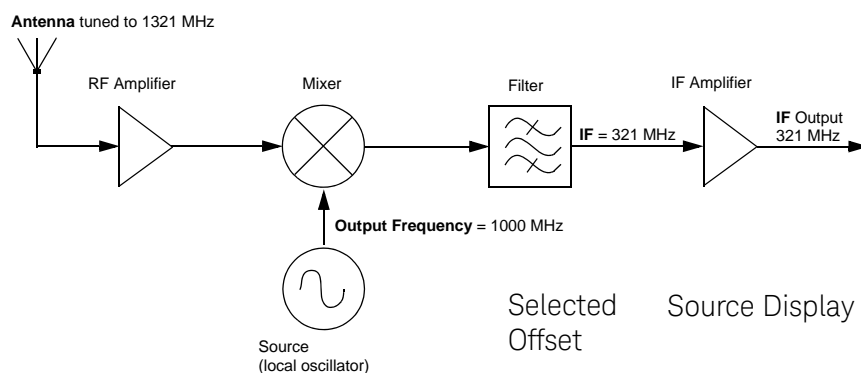 Antenna tuned to 1321 MHz
RF Amplifier
Mixer
Filter
IF Amplifier
IF = 321 MHz
IF Output
321 MHz
Output Frequency = 1000 MHz
Source
(local oscillator)
Selected
Offset
Source Display